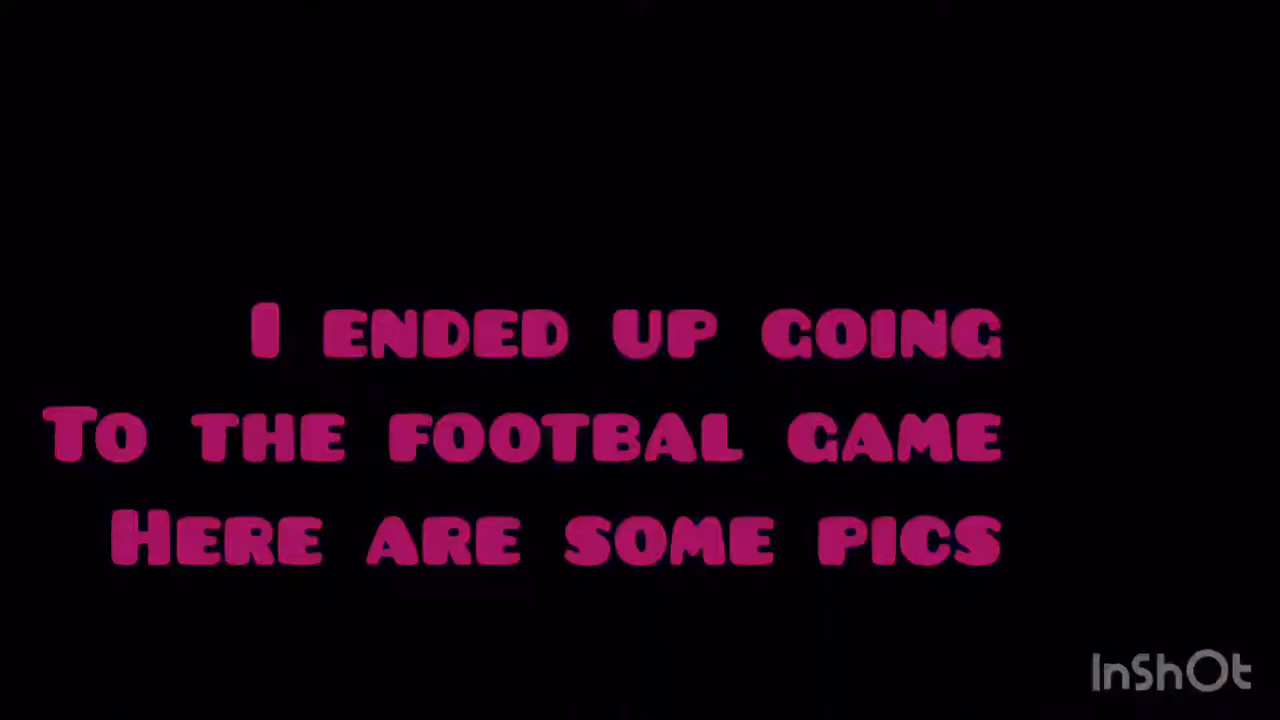 I ENDED UP GOING
TO THE FOOTBAL GAME
HERE ARE SOME PICS
InShOt